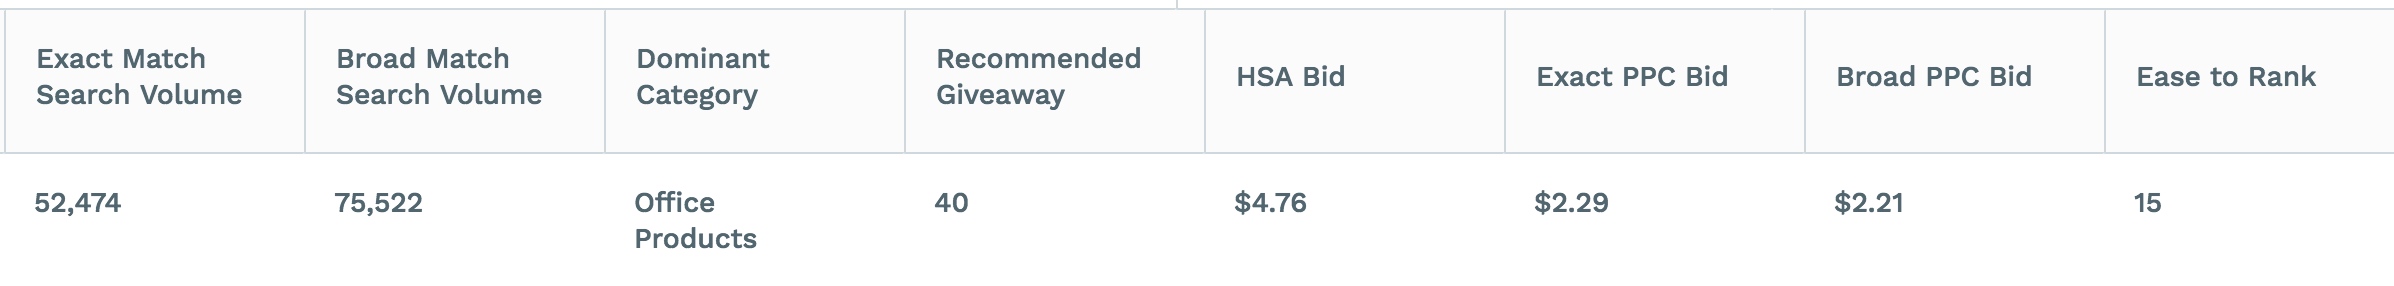 Exact Match
Search Volume
Broad Match
Search Volume
Dominant
Category
Recommended
Giveaway
HSA Bid
Exact PPC Bid
Broad PPC Bid
Ease to Rank
52,474
75,522
Office
Products
40
$4.76
$2.29
$2.21
15